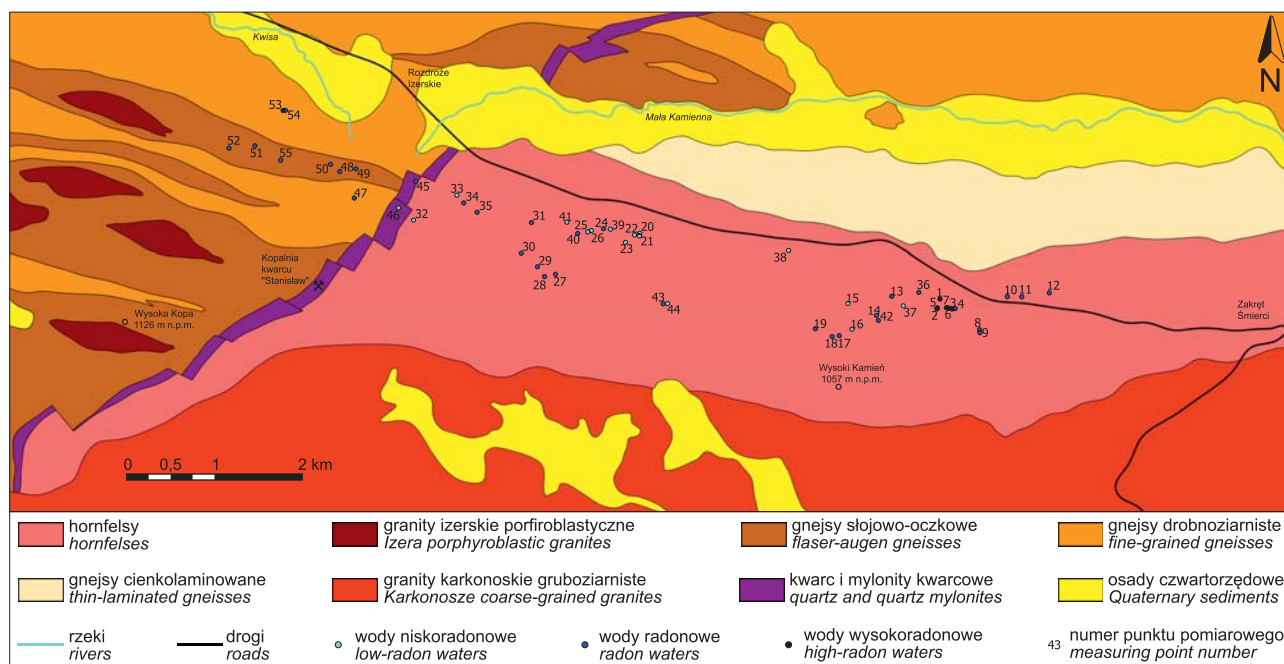 Kwisa
Rozdroże
Izerskie
N
53
54
Mała Kamienna
52
51
55
50
48
49
47
45
46
33
34
35
32
31
41
25
24
39
22
20
40
26
23
21
38
30
29
28
27
Kopalnia
kwarcu
"Stanisław"
43
44
Wysoka Kopa
1126 m n.p.m.
15
13
36
1
10
11
12
14
42
37
5
7
3
4
2
6
8
9
19
16
18
17
Zakręt
Śmierci
Wysoki Kamień
1057 m n.p.m.
0 0,5 1 2 km
hornfelsy
hornfelses
granity izerskie porfiroblastyczne
Izera porphyroblastic granites
gnejsy słojowo-oczkowe
flaser-augen gneisses
gnejsy drobnoziarniste
fine-grained gneisses
gnejsy cienkolaminowane
thin-laminated gneisses
granity karkonoskie gruboziarniste
Karkonosze coarse-grained granites
kwarc i mylonity kwarcowe
quartz and quartz mylonites
osady czwartorzędowe
Quaternary sediments
rzeki
rivers
drogi
roads
wody niskoradonowe
low-radon waters
wody radonowe
radon waters
wody wysokoradonowe
high-radon waters
43 numer punktu pomiarowego
measuring point number